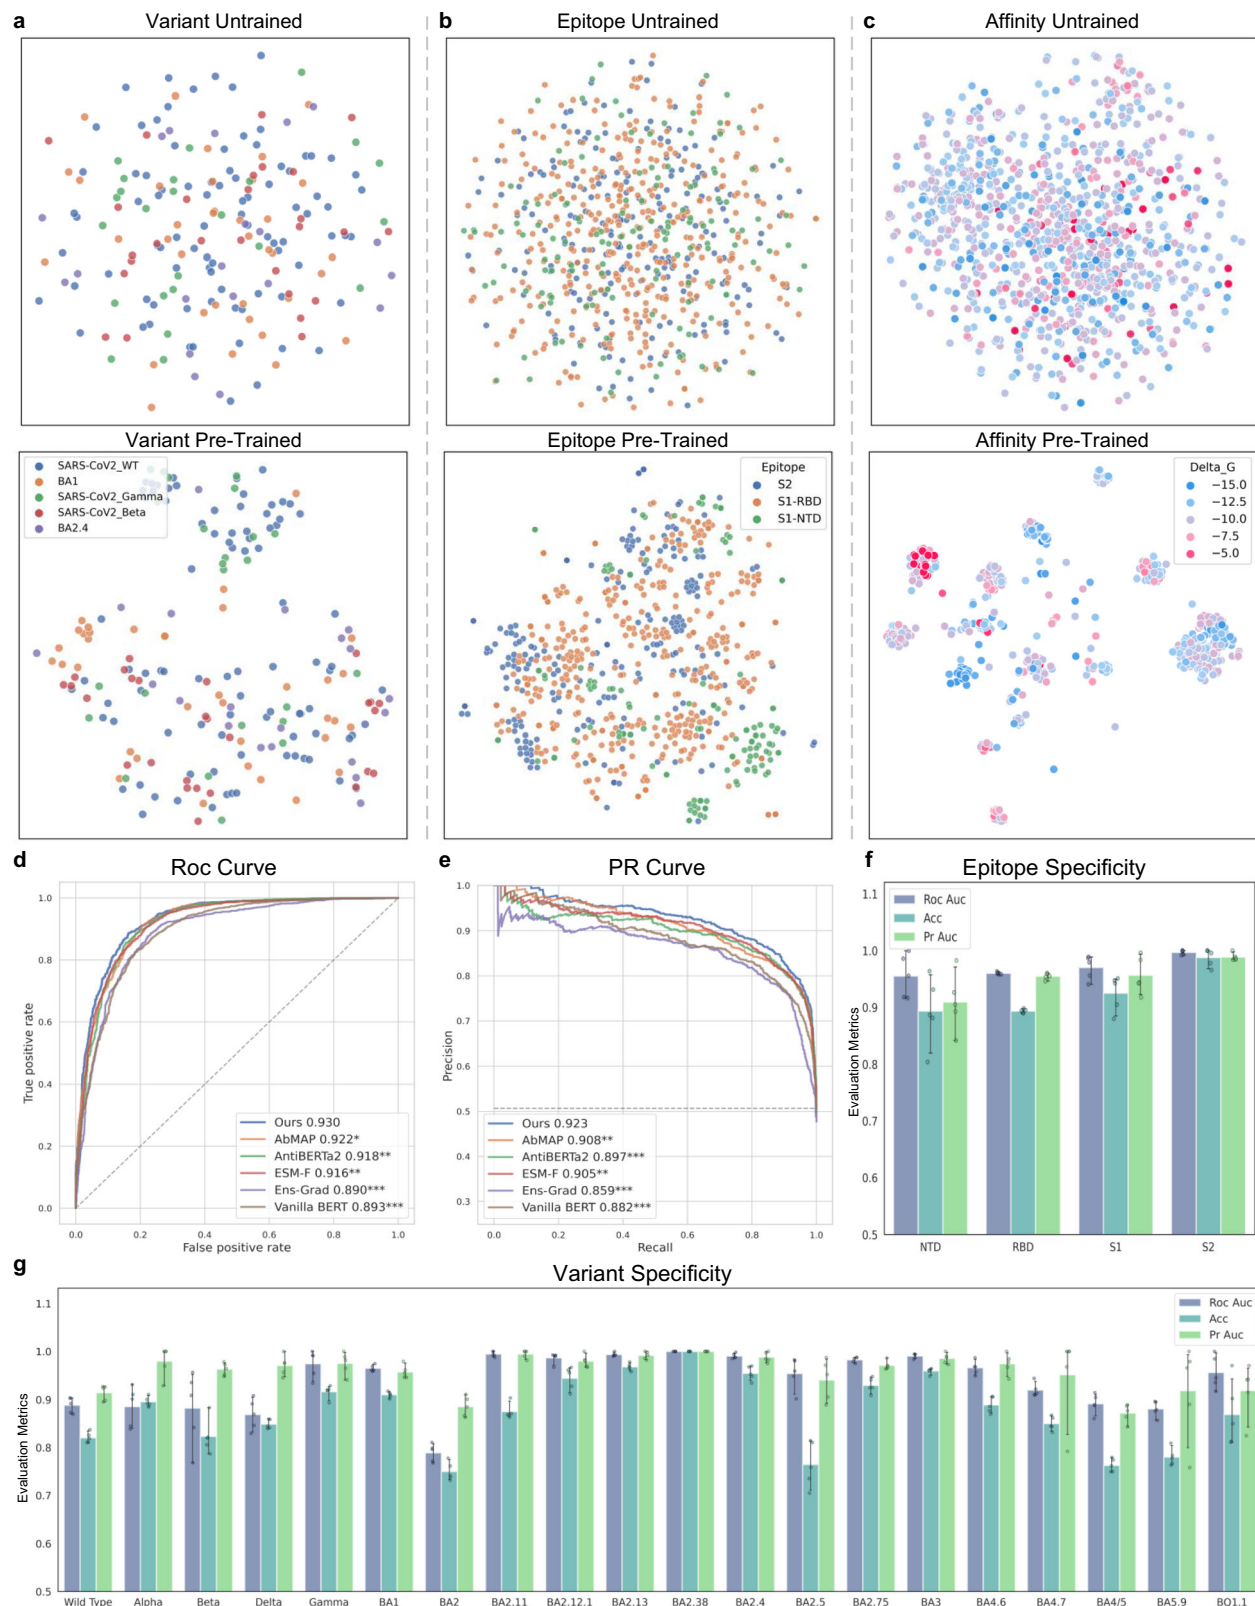 a Variant Untrained
b Epitope Untrained
c Affinity Untrained
Variant Pre-Trained
SARS-CoV2_WT
BA1
SARS-CoV2_Gamma
SARS-CoV2_Beta
BA2.4
Epitope Pre-Trained
Epitope
S2
S1-RBD
S1-NTD
Affinity Pre-Trained
Delta_G
−15.0
−12.5
−10.0
−7.5
−5.0
d Roc Curve
True positive rate
1.0
0.8
0.6
0.4
0.2
0.0
Ours 0.930
AbMAP 0.922*
AntiBERTa2 0.918**
ESM-F 0.916**
Ens-Grad 0.890***
Vanilla BERT 0.893***
0.0 0.2 0.4 0.6 0.8 1.0
False positive rate
e PR Curve
Precision
1.0
0.9
0.8
0.7
0.6
0.5
0.4
0.3
Ours 0.923
AbMAP 0.908**
AntiBERTa2 0.897***
ESM-F 0.905**
Ens-Grad 0.859***
Vanilla BERT 0.882***
0.0 0.2 0.4 0.6 0.8 1.0
Recall
f Epitope Specificity
Evaluation Metrics
1.1
1.0
0.9
0.8
0.7
0.6
0.5
Roc Auc
Acc
Pr Auc
NTD RBD S1 S2
g Variant Specificity
Evaluation Metrics
1.1
1.0
0.9
0.8
0.7
0.6
0.5
Roc Auc
Acc
Pr Auc
Wild Type Alpha Beta Delta Gamma BA1 BA2 BA2.11 BA2.12.1 BA2.13 BA2.38 BA2.4 BA2.5 BA2.75 BA3 BA4.6 BA4.7 BA4/5 BA5.9 BQ1.1